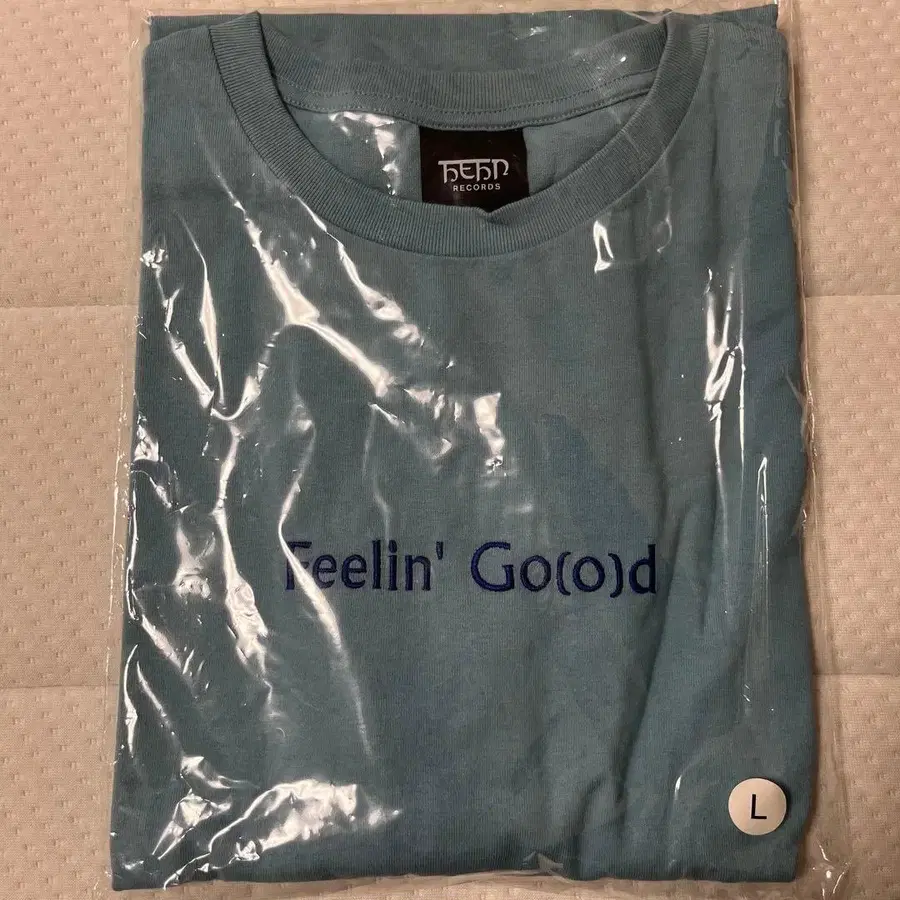 hEhn
RECORDS
Feelin' Go(o)d
L